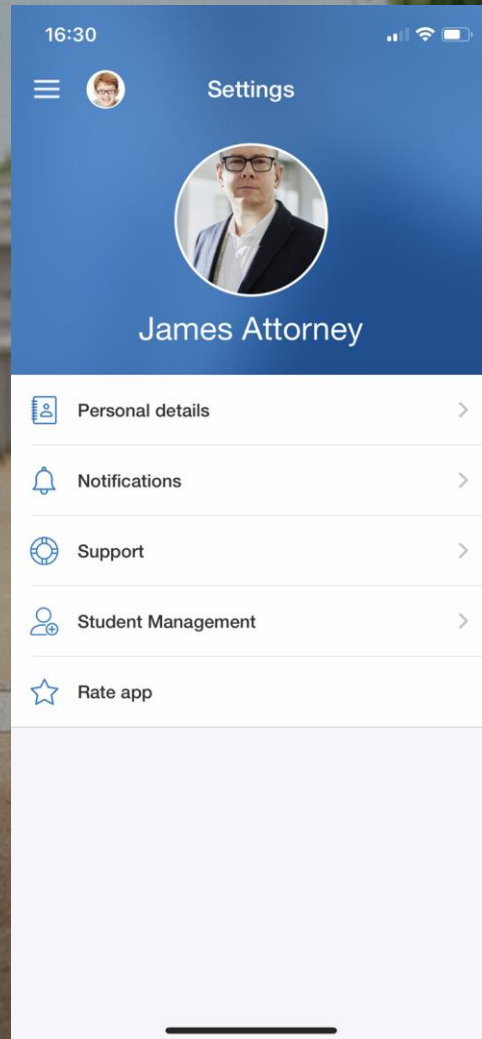 16:30
Settings
James Attorney
Personal details
Notifications
Support
Student Management
Rate app